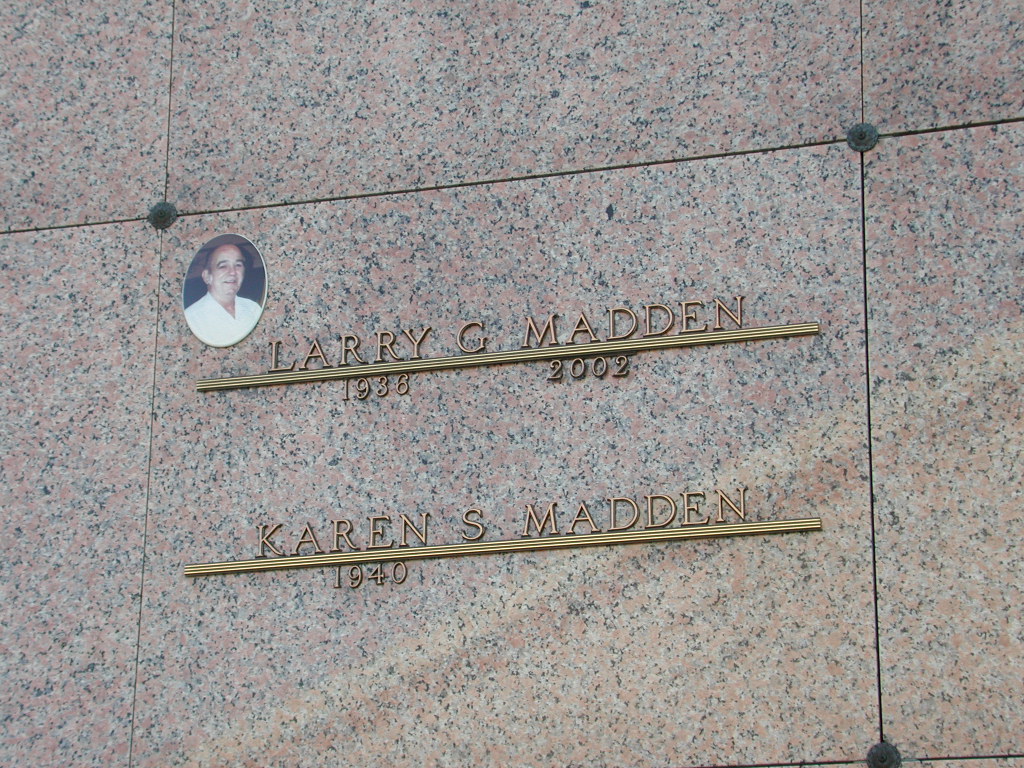 LARRY G MADDEN
1936 2002
KAREN S MADDEN
1940